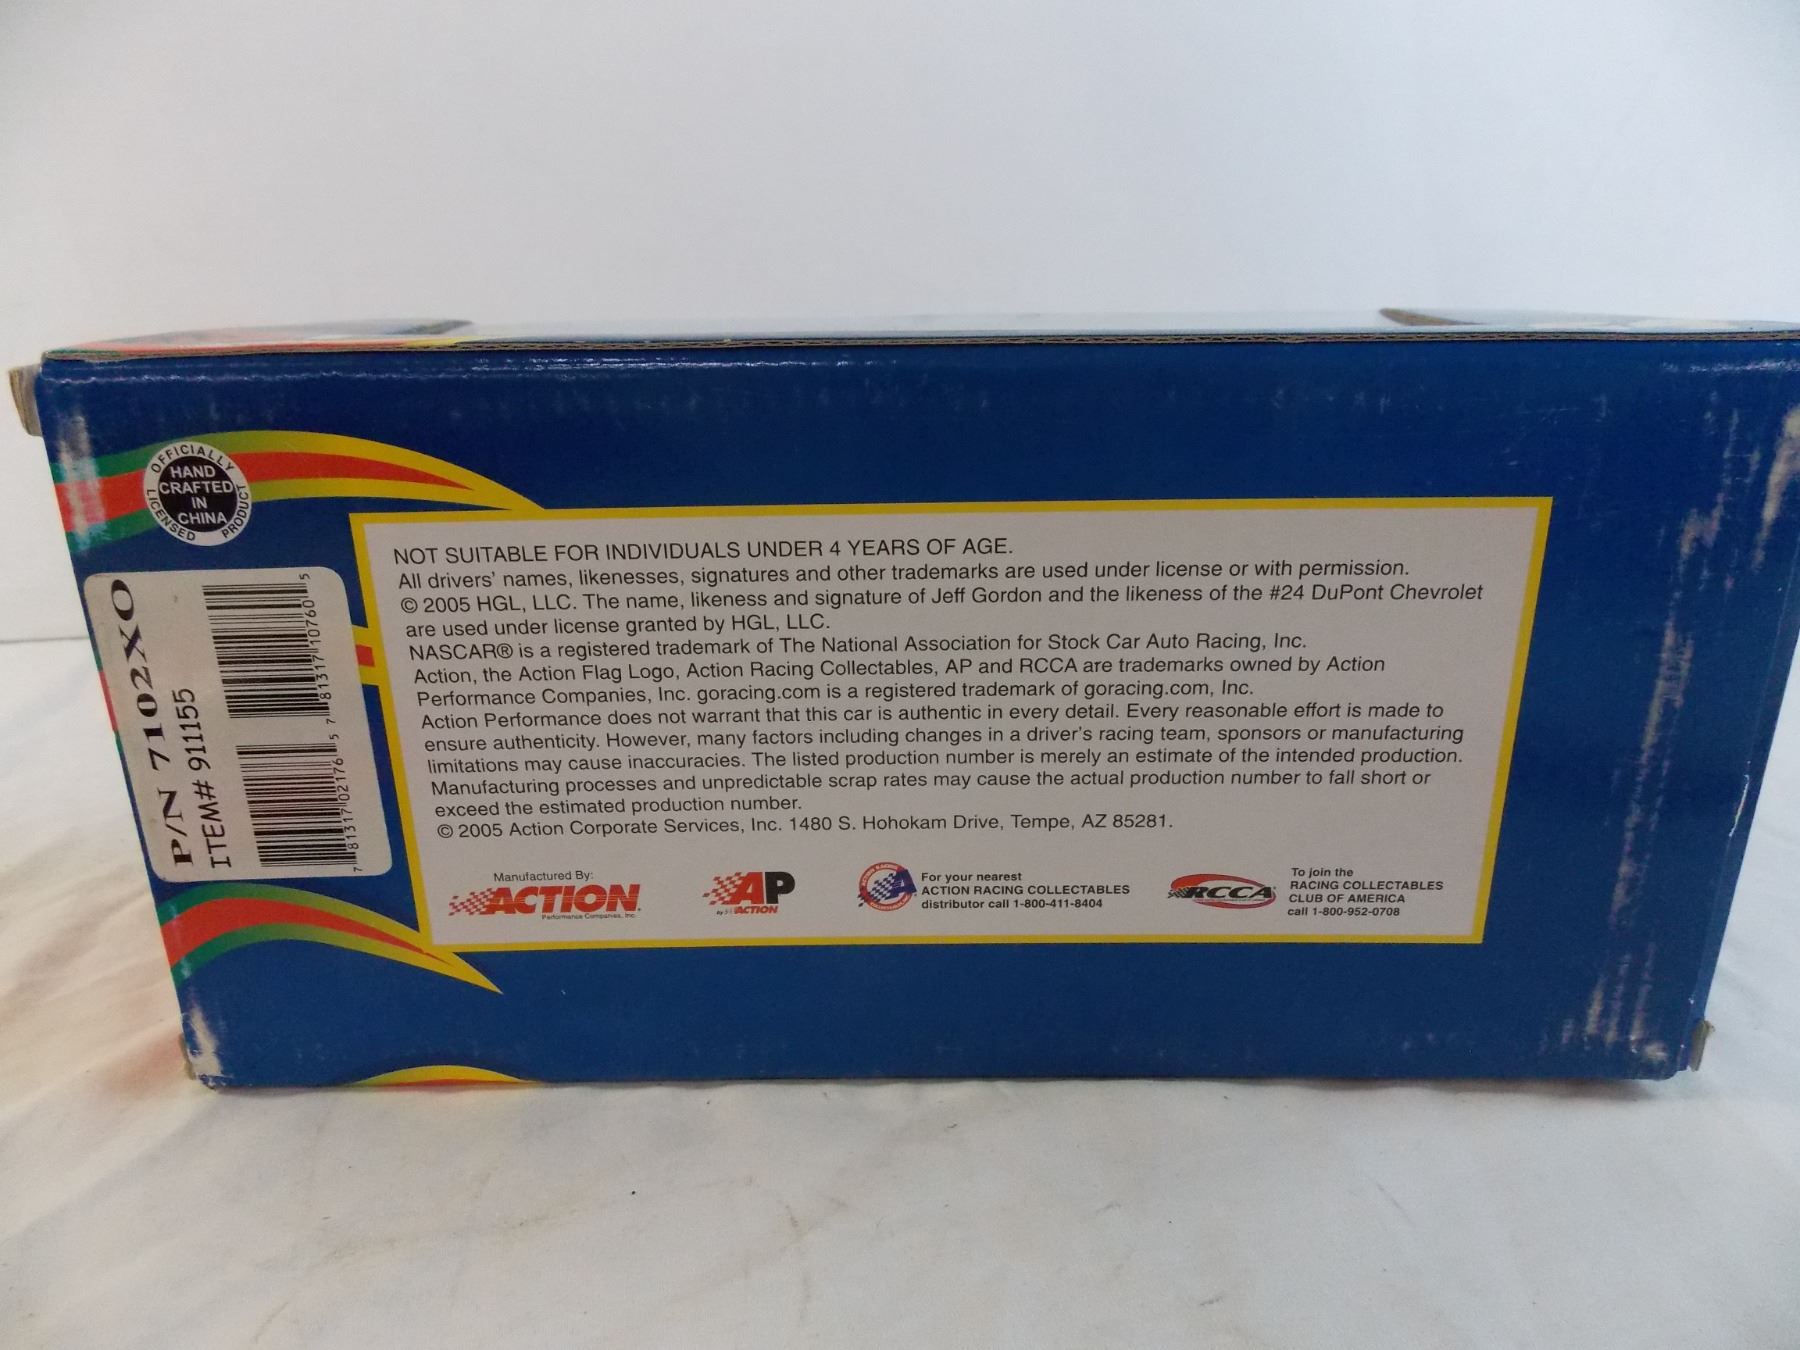 OFFICIALLY
LICENSED PRODUCT
HAND
CRAFTED
IN
CHINA
P/N 7102XO
ITEM# 911155
7 81317 02176 5
7 81317 10760 5
NOT SUITABLE FOR INDIVIDUALS UNDER 4 YEARS OF AGE.
All drivers' names, likenesses, signatures and other trademarks are used under license or with permission.
© 2005 HGL, LLC. The name, likeness and signature of Jeff Gordon and the likeness of the #24 DuPont Chevrolet
are used under license granted by HGL, LLC.
NASCAR® is a registered trademark of The National Association for Stock Car Auto Racing, Inc.
Action, the Action Flag Logo, Action Racing Collectables, AP and RCCA are trademarks owned by Action
Performance Companies, Inc. goracing.com is a registered trademark of goracing.com, Inc.
Action Performance does not warrant that this car is authentic in every detail. Every reasonable effort is made to
ensure authenticity. However, many factors including changes in a driver's racing team, sponsors or manufacturing
limitations may cause inaccuracies. The listed production number is merely an estimate of the intended production.
Manufacturing processes and unpredictable scrap rates may cause the actual production number to fall short or
exceed the estimated production number.
© 2005 Action Corporate Services, Inc. 1480 S. Hohokam Drive, Tempe, AZ 85281.
Manufactured By:
ACTION
Performance Companies, Inc.
AP
by ACTION
A
For your nearest
ACTION RACING COLLECTABLES
distributor call 1-800-411-8404
RCCA
To join the
RACING COLLECTABLES
CLUB OF AMERICA
call 1-800-952-0708